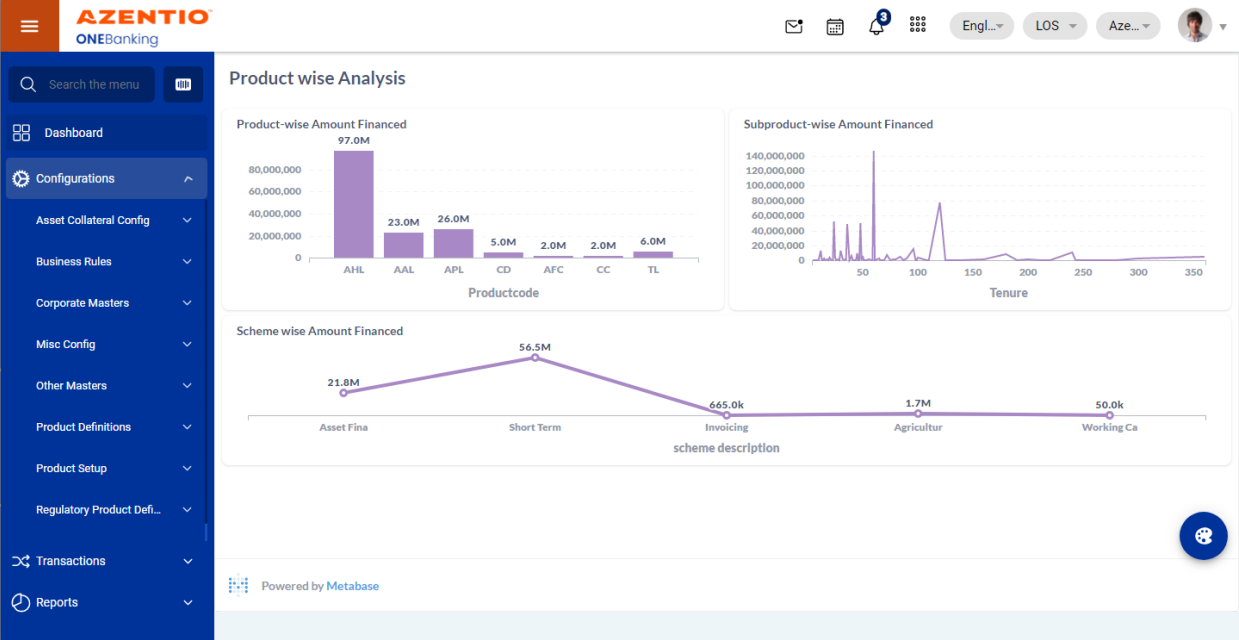 AZENTIO™
ONEBanking
3
Engl...
LOS
Aze...
Search the menu
Dashboard
Configurations
Asset Collateral Config
Business Rules
Corporate Masters
Misc Config
Other Masters
Product Definitions
Product Setup
Regulatory Product Defi...
Transactions
Reports
Product wise Analysis
Product-wise Amount Financed
97.0M
80,000,000
60,000,000
40,000,000
20,000,000
0
23.0M
26.0M
5.0M
2.0M
2.0M
6.0M
AHL AAL APL CD AFC CC TL
Productcode
Subproduct-wise Amount Financed
140,000,000
120,000,000
100,000,000
80,000,000
60,000,000
40,000,000
20,000,000
0
50 100 150 200 250 300 350
Tenure
Scheme wise Amount Financed
21.8M
56.5M
665.0k
1.7M
50.0k
Asset Fina Short Term Invoicing Agricultur Working Ca
scheme description
Powered by Metabase